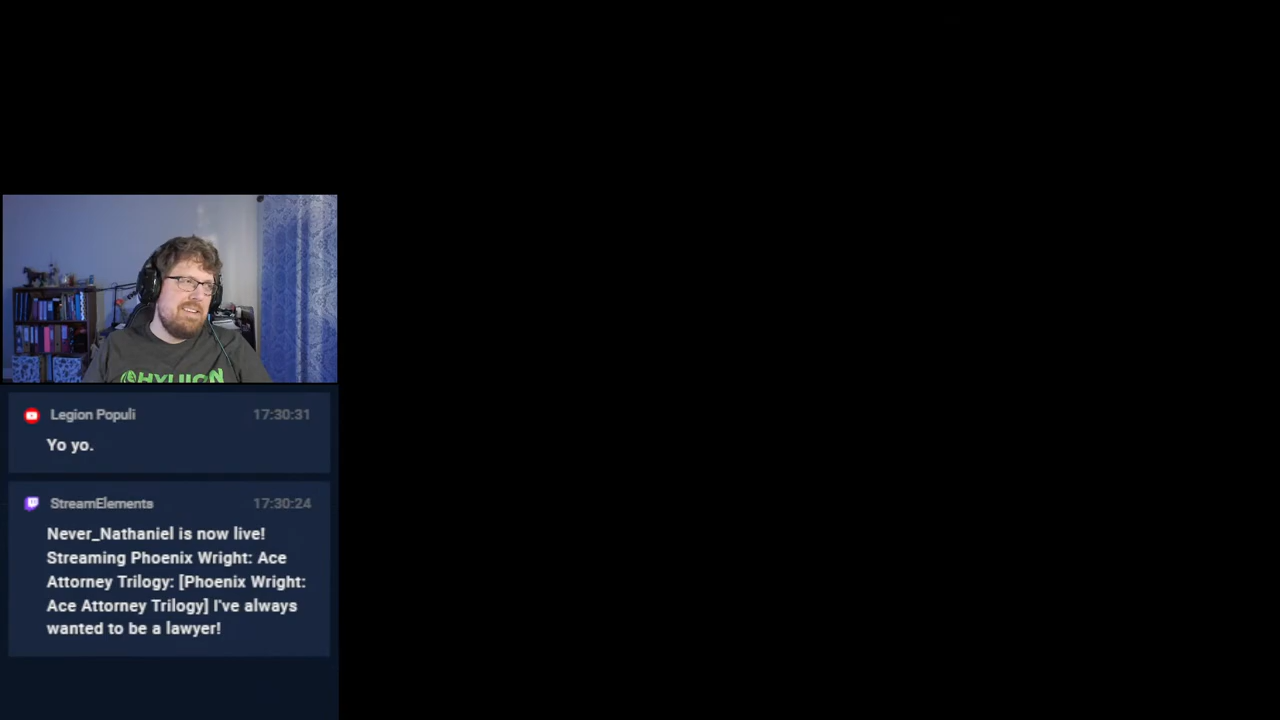 Legion Populi 17:30:31
Yo yo.
StreamElements 17:30:24
Never_Nathaniel is now live!
Streaming Phoenix Wright: Ace
Attorney Trilogy: [Phoenix Wright:
Ace Attorney Trilogy] I've always
wanted to be a lawyer!